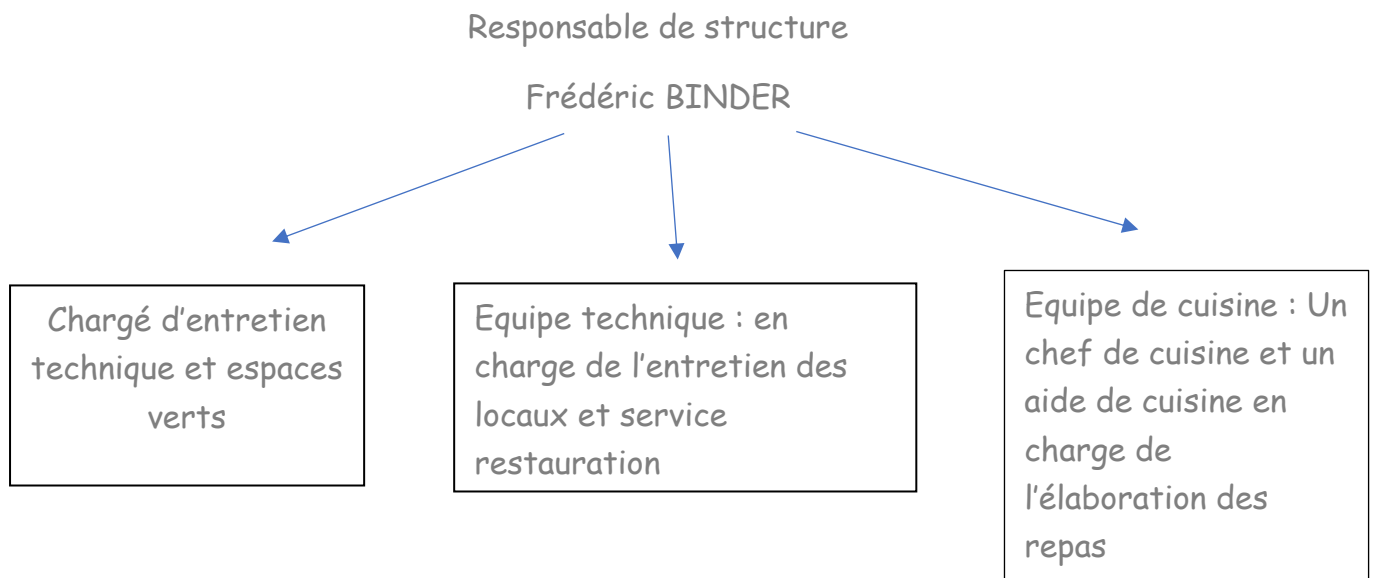 Responsable de structure
Frédéric BINDER
Chargé d'entretien
technique et espaces
verts
Equipe technique : en
charge de l'entretien des
locaux et service
restauration
Equipe de cuisine : Un
chef de cuisine et un
aide de cuisine en
charge de
l'élaboration des
repas